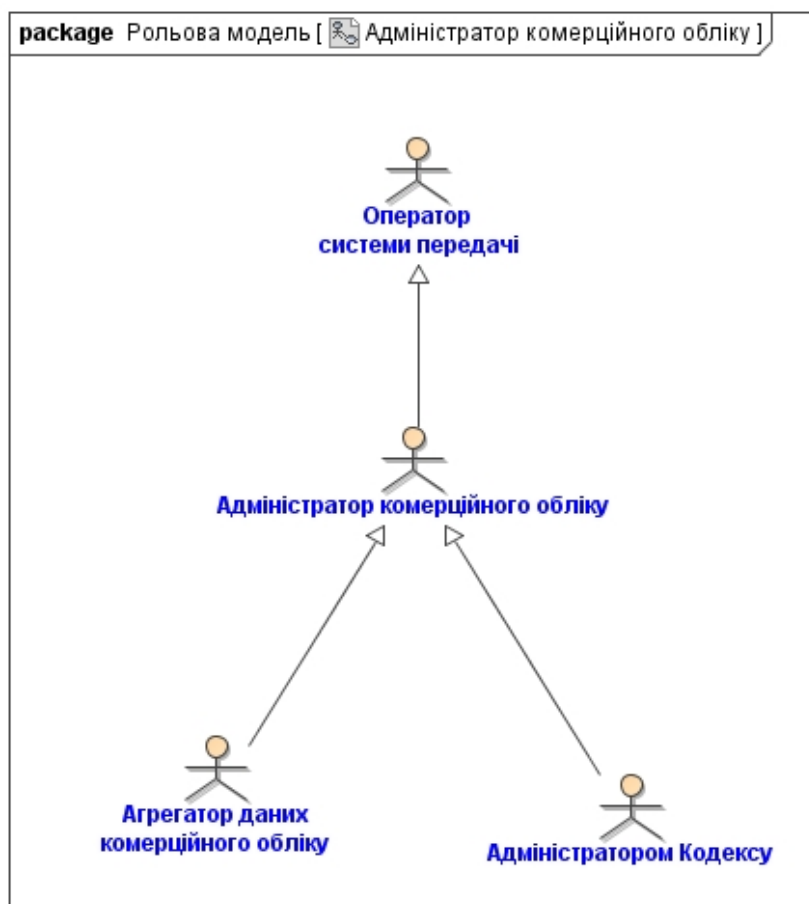 package Рольова модель [ Адміністратор комерційного обліку ]
Оператор
системи передачі
Адміністратор комерційного обліку
Агрегатор даних
комерційного обліку
Адміністратором Кодексу